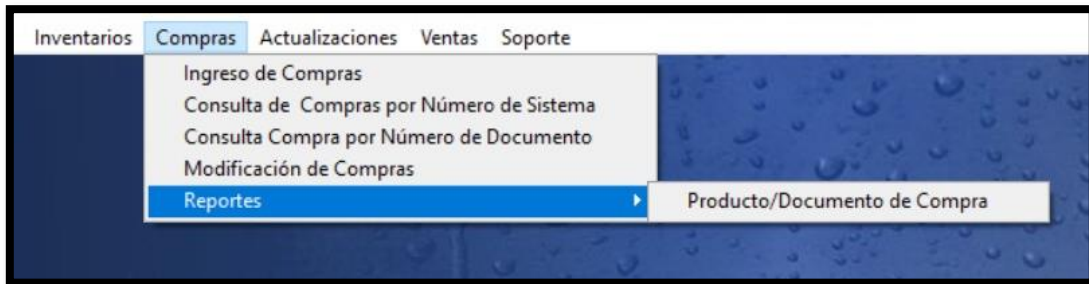 Inventarios Compras Actualizaciones Ventas Soporte
Ingreso de Compras
Consulta de Compras por Número de Sistema
Consulta Compra por Número de Documento
Modificación de Compras
Reportes
Producto/Documento de Compra